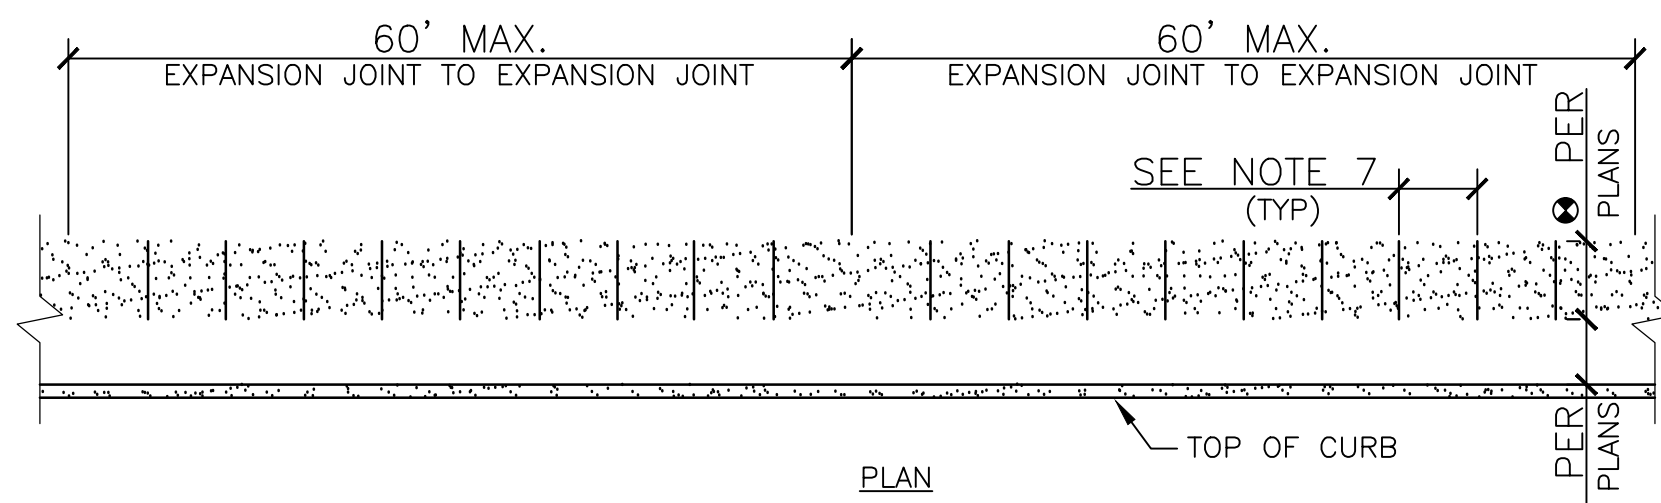 60' MAX.
EXPANSION JOINT TO EXPANSION JOINT
60' MAX.
EXPANSION JOINT TO EXPANSION JOINT
SEE NOTE 7
(TYP)
PER
PLANS
TOP OF CURB
PER
PLANS
PLAN